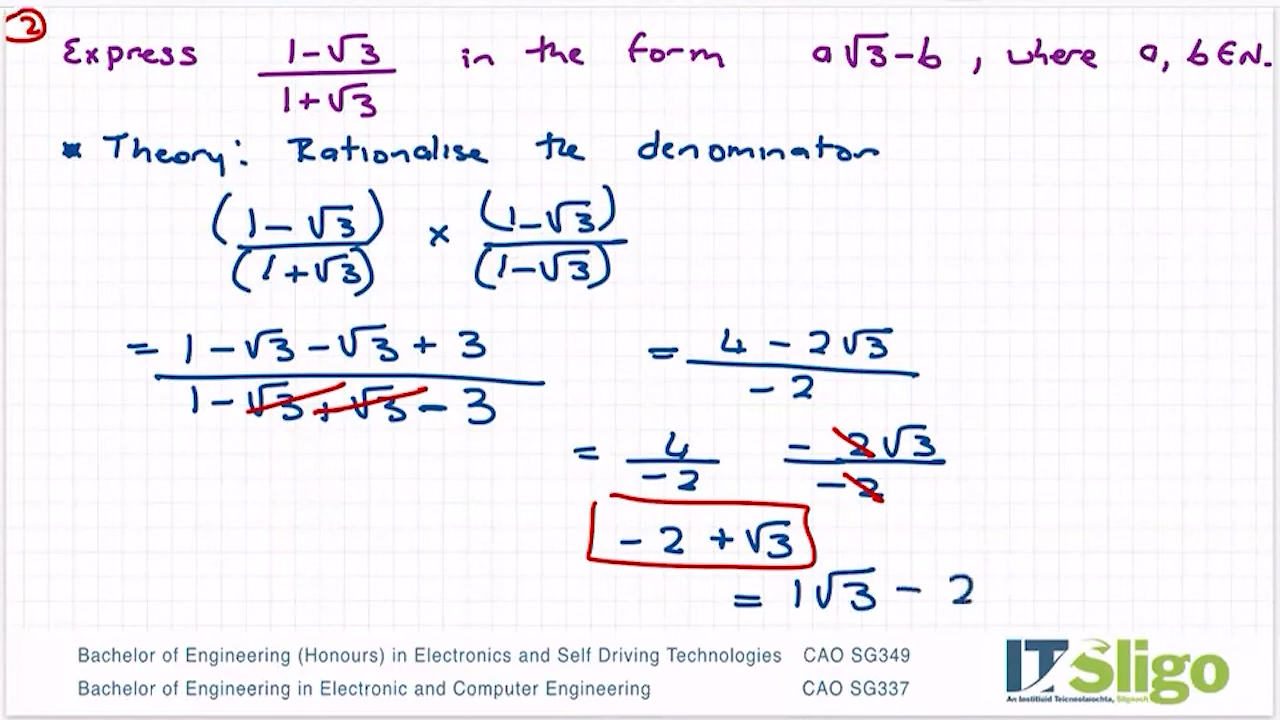 2
Express (1-√3)/(1+√3) in the form a√3-b, where a, b ∈ N.
* Theory: Rationalise the denominator
(1-√3)/(1+√3) × (1-√3)/(1-√3)
= (1-√3-√3+3)/(1-√3+√3-3)
= (4-2√3)/(-2)
= 4/(-2) (-2√3)/(-2)
-2+√3
= 1√3-2
Bachelor of Engineering (Honours) in Electronics and Self Driving Technologies CAO SG349
Bachelor of Engineering in Electronic and Computer Engineering CAO SG337
IT Sligo
An Institiúid Teicneolaíochta, Sligeach